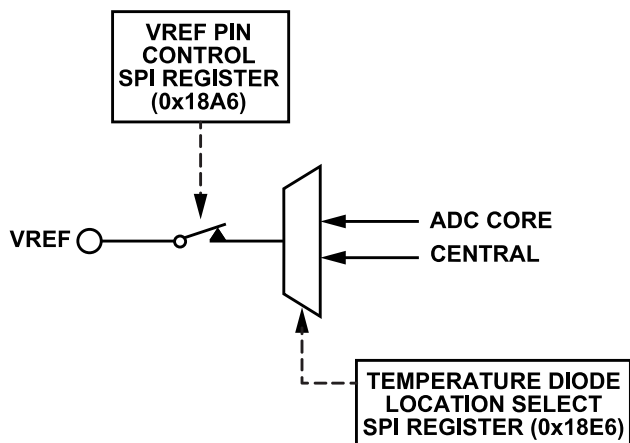 VREF PIN
CONTROL
SPI REGISTER
(0x18A6)
VREF
ADC CORE
CENTRAL
TEMPERATURE DIODE
LOCATION SELECT
SPI REGISTER (0x18E6)